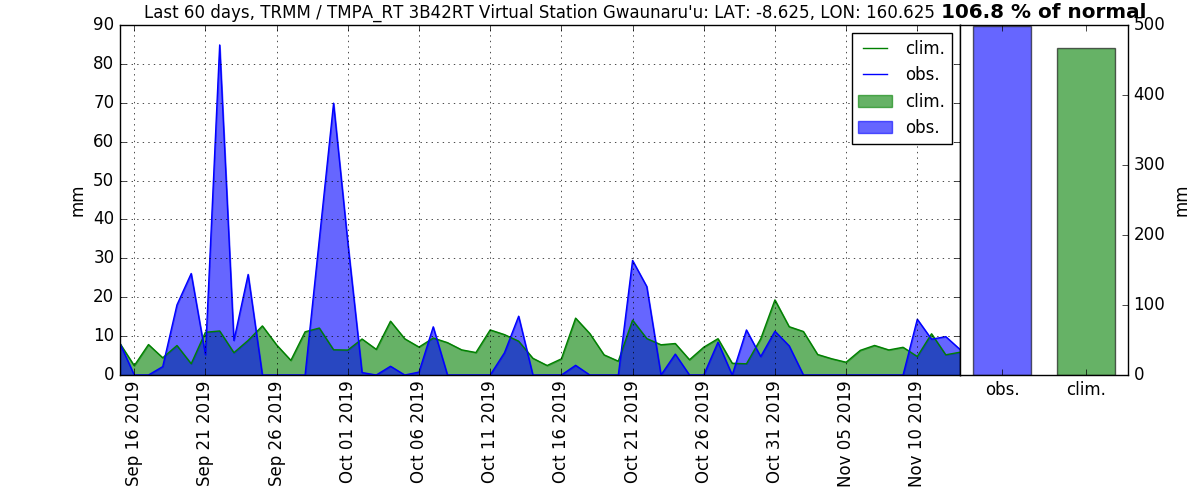 Last 60 days, TRMM / TMPA_RT 3B42RT Virtual Station Gwaunaru'u: LAT: -8.625, LON: 160.625 106.8 % of normal
90
80
70
60
50
40
30
20
10
0
mm
clim.
obs.
clim.
obs.
500
400
300
200
100
0
mm
Sep 16 2019
Sep 21 2019
Sep 26 2019
Oct 01 2019
Oct 06 2019
Oct 11 2019
Oct 16 2019
Oct 21 2019
Oct 26 2019
Oct 31 2019
Nov 05 2019
Nov 10 2019
obs.
clim.